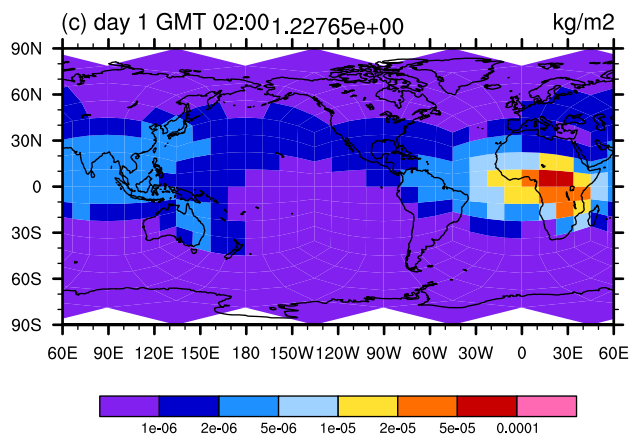 (c) day 1 GMT 02:00 1.22765e+00 kg/m2
90N
60N
30N
0
30S
60S
90S
60E 90E 120E 150E 180 150W 120W 90W 60W 30W 0 30E 60E
1e-06 2e-06 5e-06 1e-05 2e-05 5e-05 0.0001